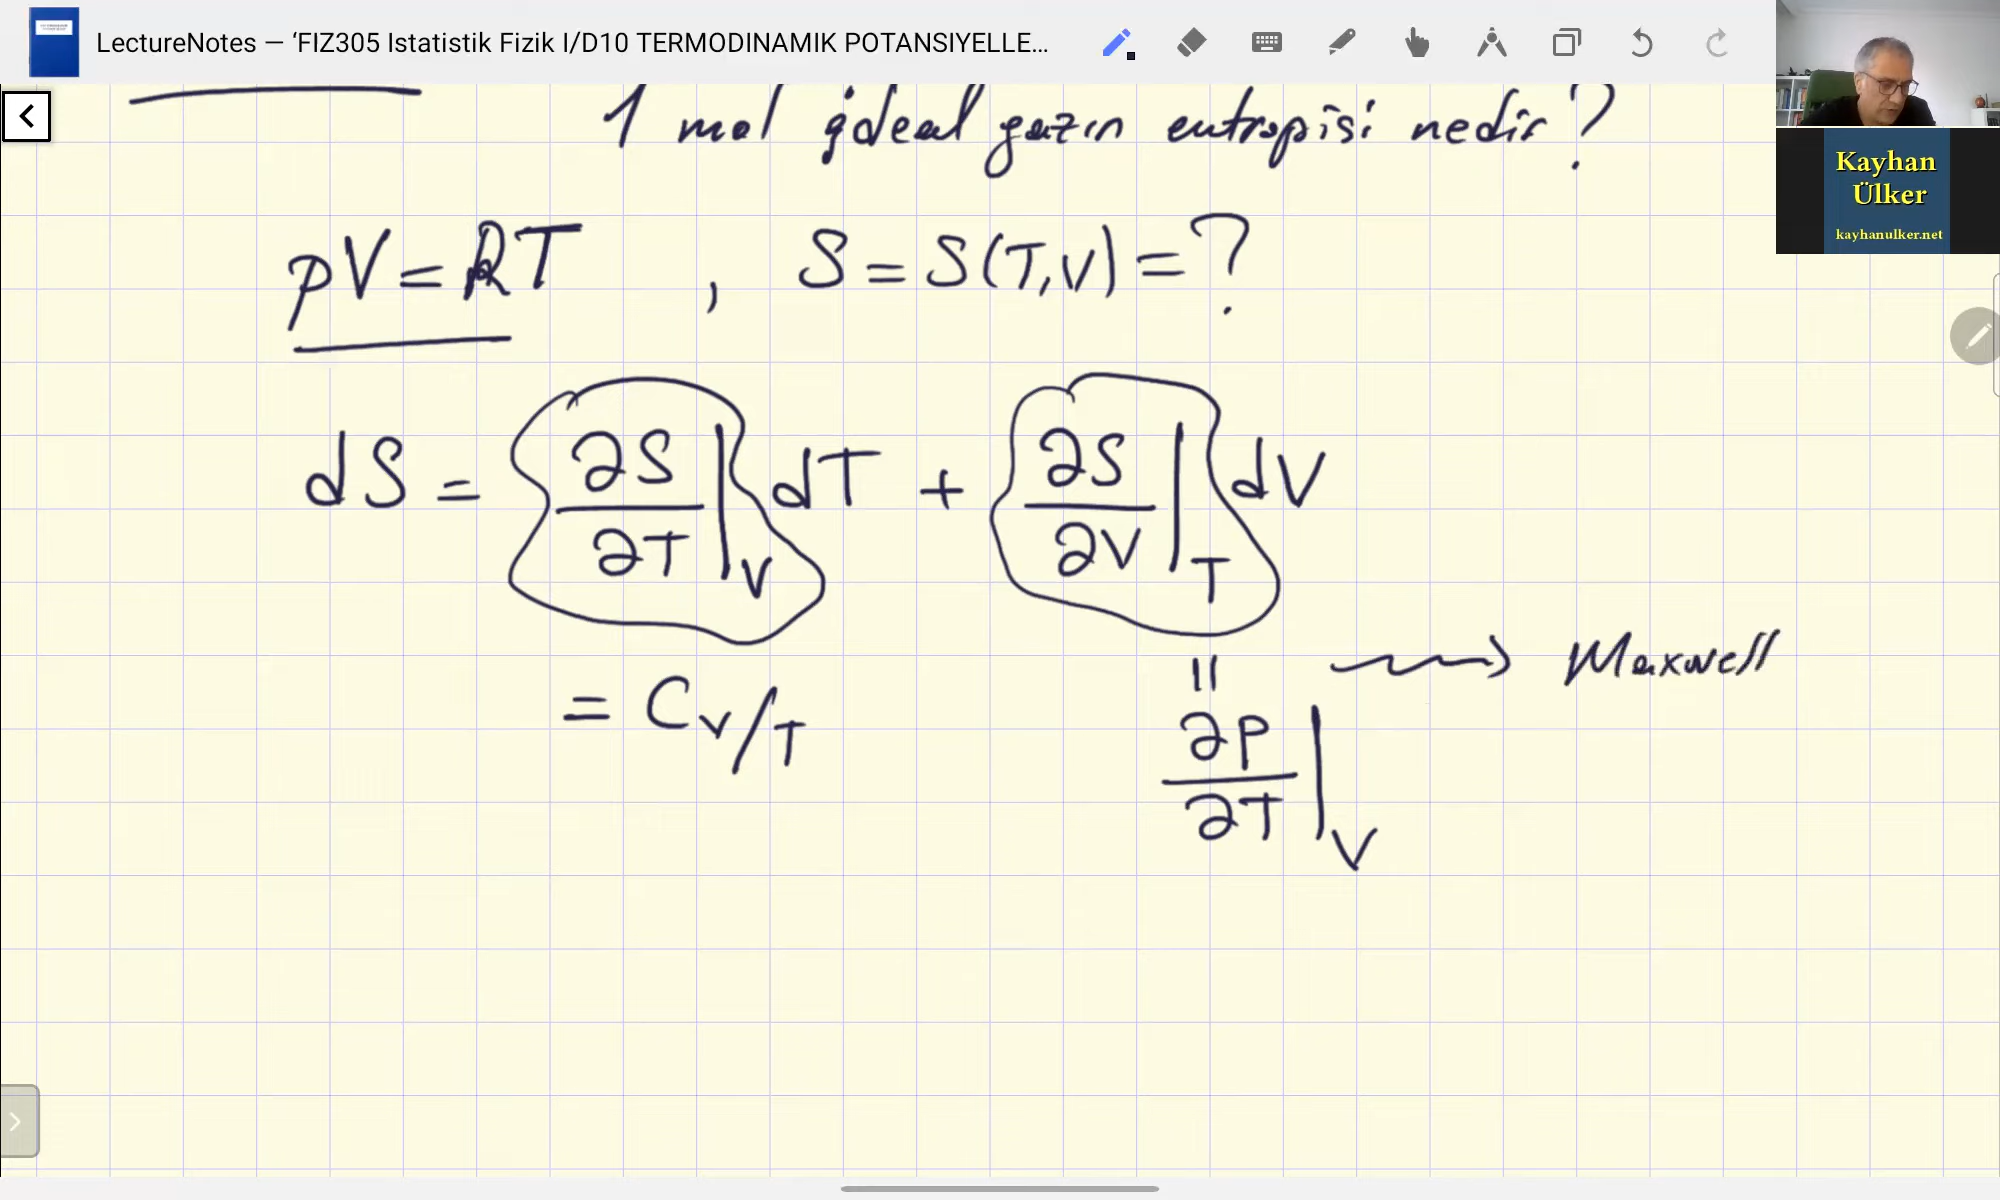 LectureNotes — ‘FIZ305 Istatistik Fizik I/D10 TERMODINAMIK POTANSIYELLE...
Kayhan
Ülker
kayhanulker.net
1 mol ideal gazın entropisi nedir?
pV = RT , S = S(T,V) = ?
dS = ∂S/∂T|_V dT + ∂S/∂V|_T dV
= C_V/T
= ∂P/∂T|_V ⟿ Maxwell